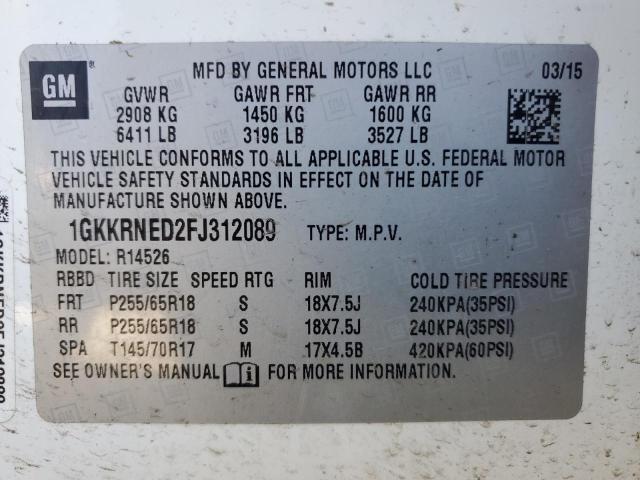 GM
MFD BY GENERAL MOTORS LLC 03/15
GVWR GAWR FRT GAWR RR
2908 KG 1450 KG 1600 KG
6411 LB 3196 LB 3527 LB
THIS VEHICLE CONFORMS TO ALL APPLICABLE U.S. FEDERAL MOTOR
VEHICLE SAFETY STANDARDS IN EFFECT ON THE DATE OF
MANUFACTURE SHOWN ABOVE.
1GKKRNED2FJ312089 TYPE: M.P.V.
MODEL: R14526
RBBD TIRE SIZE SPEED RTG RIM COLD TIRE PRESSURE
FRT P255/65R18 S 18X7.5J 240KPA(35PSI)
RR P255/65R18 S 18X7.5J 240KPA(35PSI)
SPA T145/70R17 M 17X4.5B 420KPA(60PSI)
SEE OWNER'S MANUAL i FOR MORE INFORMATION.